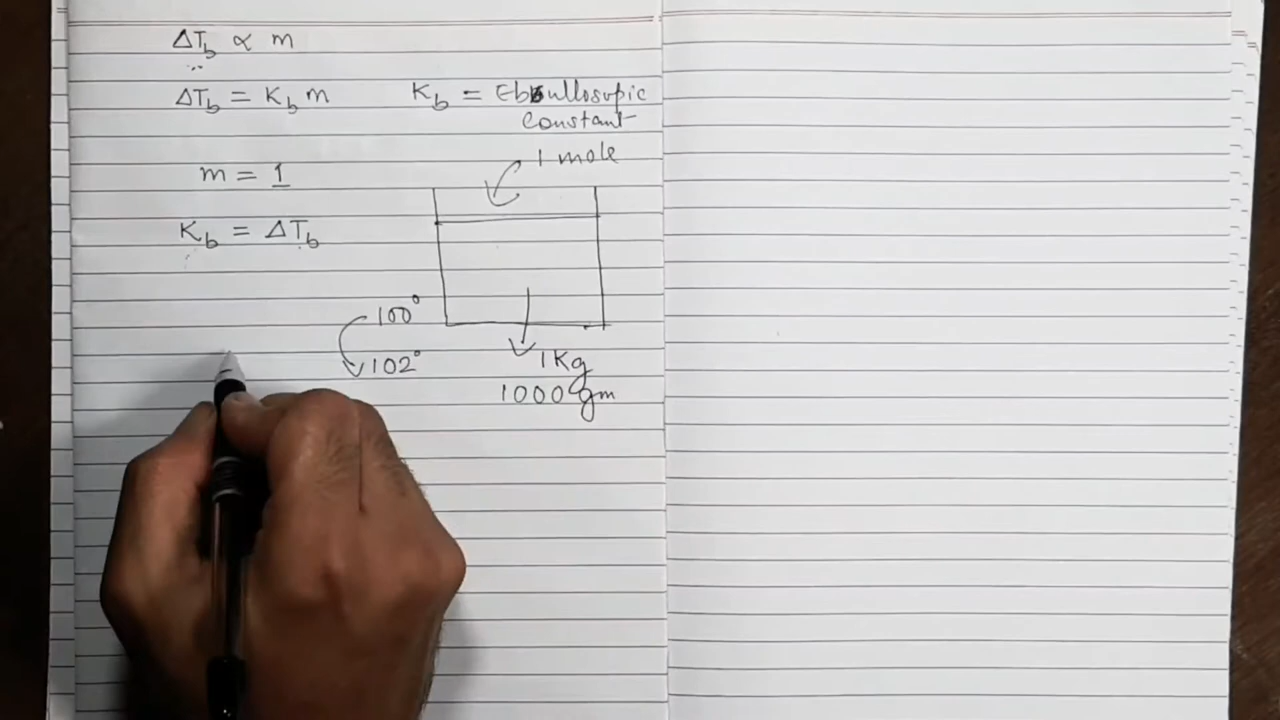 ΔTb ∝ m
ΔTb = Kb m
Kb = Ebullosopic
constant
1 mole
m = 1
Kb = ΔTb
100°
102°
1 Kg
1000 gm